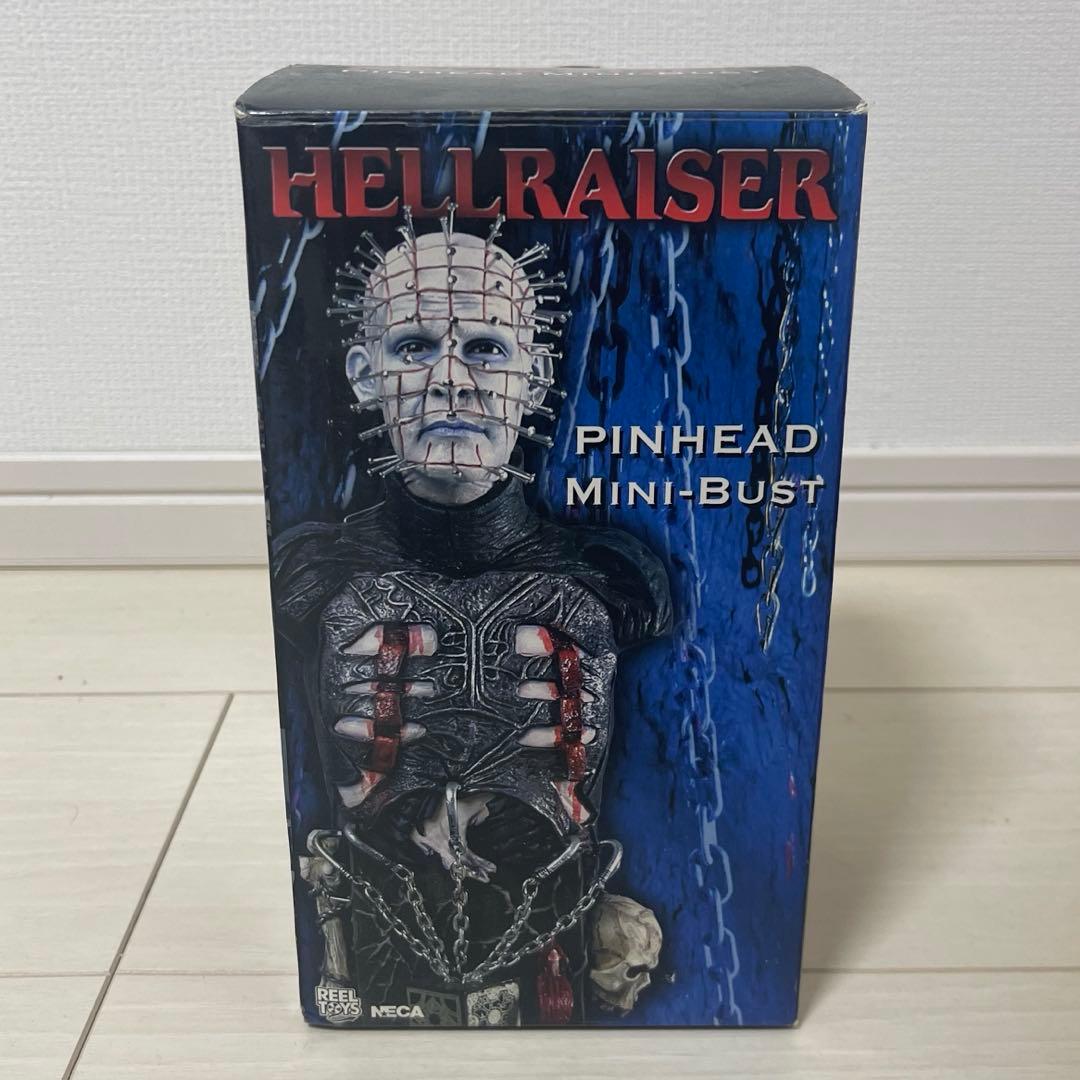 PINHEAD MINI-BUST
HELLRAISER
PINHEAD
MINI-BUST
REEL
TOYS
NECA